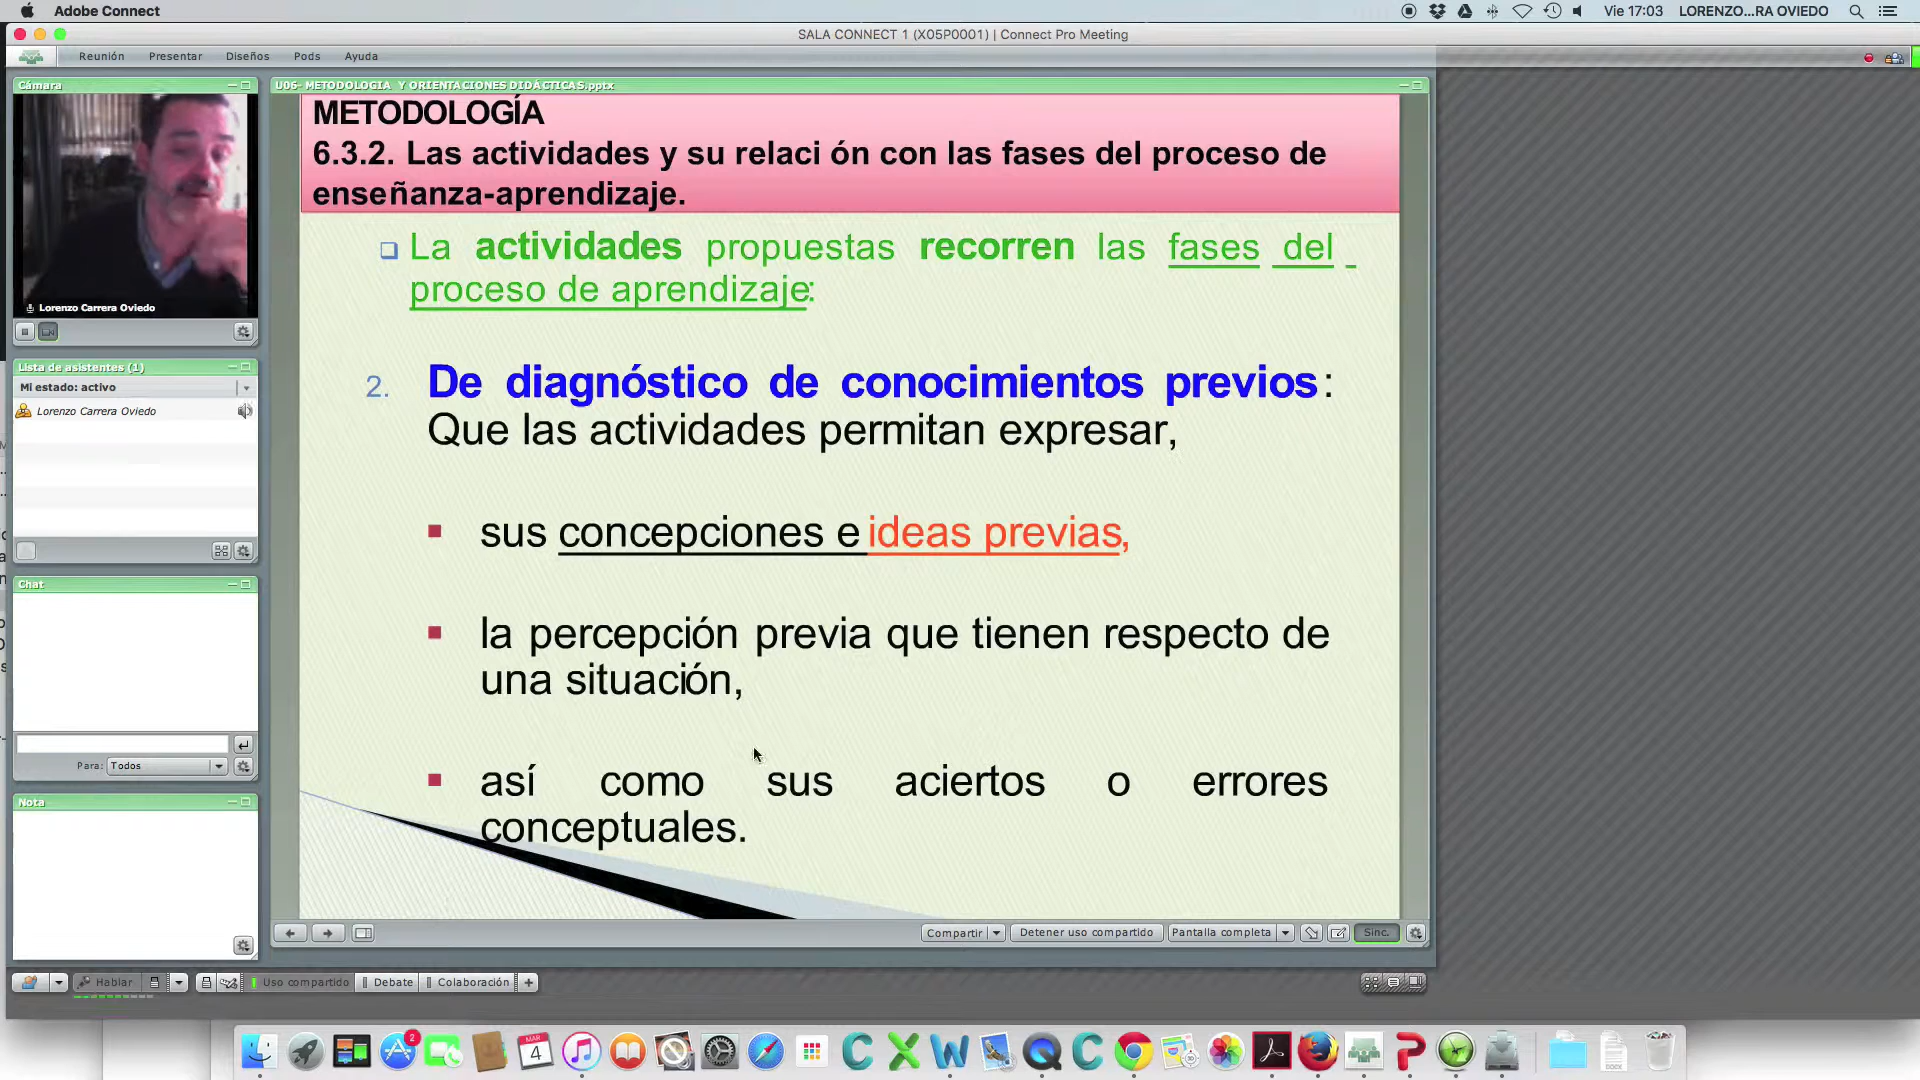 Adobe Connect
Vie 17:03 LORENZO...RA OVIEDO
SALA CONNECT 1 (X05P0001) | Connect Pro Meeting
Reunión Presentar Diseños Pods Ayuda
Cámara
Lorenzo Carrera Oviedo
Lista de asistentes (1)
Mi estado: activo
Lorenzo Carrera Oviedo
Chat
Para: Todos
Nota
U06- METODOLOGIA Y ORIENTACIONES DIDÁCTICAS.pptx
METODOLOGÍA
6.3.2. Las actividades y su relaci ón con las fases del proceso de
enseñanza-aprendizaje.
La actividades propuestas recorren las fases del
proceso de aprendizaje:
2. De diagnóstico de conocimientos previos:
Que las actividades permitan expresar,
sus concepciones e ideas previas,
la percepción previa que tienen respecto de
una situación,
así como sus aciertos o errores
conceptuales.
Compartir Detener uso compartido Pantalla completa Sinc.
Hablar Uso compartido Debate Colaboración +
2
MAR
4